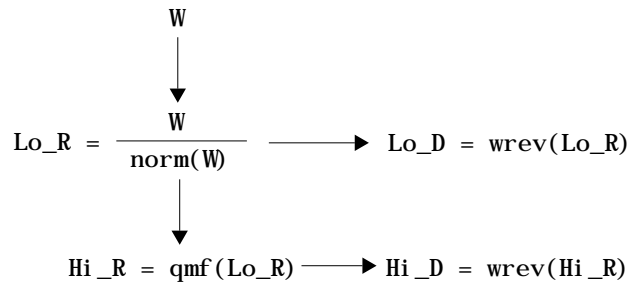 W
W
Lo_R = ———— Lo_D = wrev(Lo_R)
norm(W)
Hi_R = qmf(Lo_R) Hi_D = wrev(Hi_R)